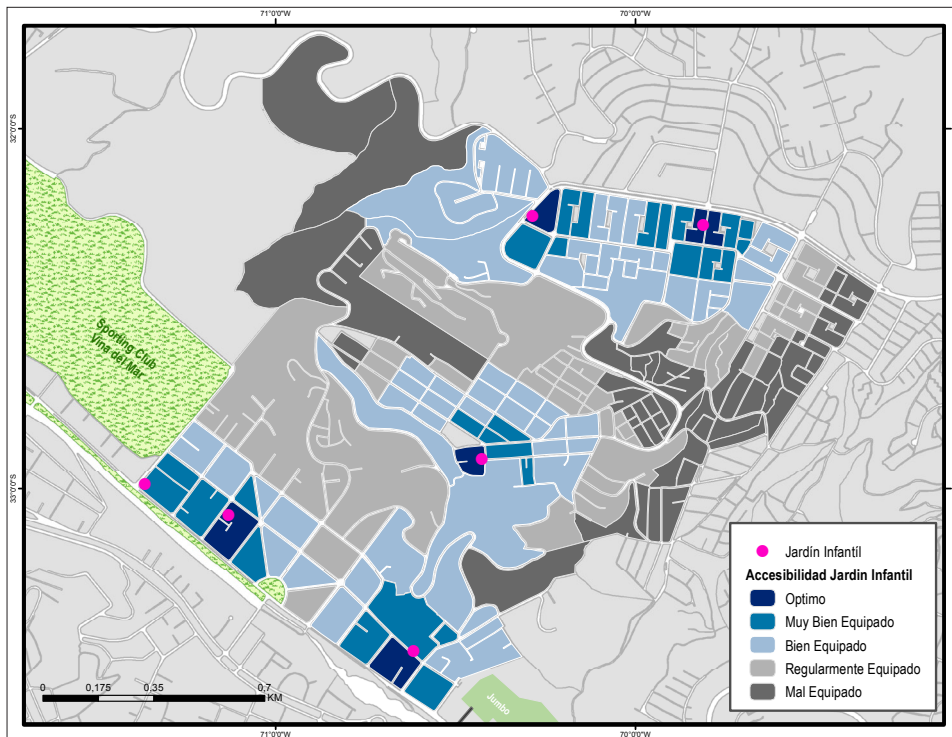 71°0'0"W
70°0'0"W
32°0'0"S
33°0'0"S
Sporting Club
Vina del Mar
Jumbo
Jardín Infantíl
Accesibilidad Jardin Infantil
Optimo
Muy Bien Equipado
Bien Equipado
Regularmente Equipado
Mal Equipado
0 0,175 0,35 0,7
KM
71°0'0"W
70°0'0"W